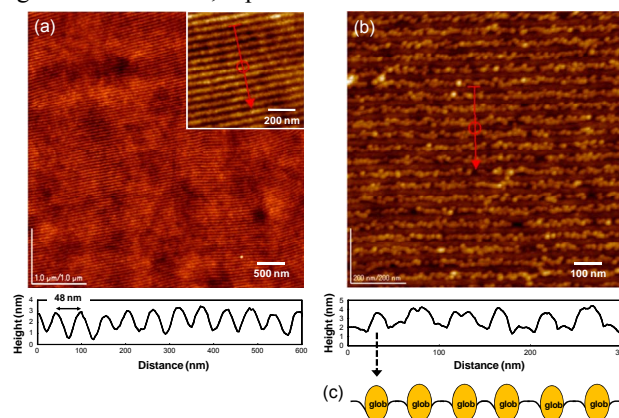 (a)
200 nm
1.0 µm/1.0 µm
500 nm
48 nm
Height (nm)
4
3
2
1
0
0 100 200 300 400 500 600
Distance (nm)
(b)
200 nm/200 nm
100 nm
Height (nm)
5
4
3
2
1
0
0 100 200
Distance (nm)
(c)
glob glob glob glob glob glob